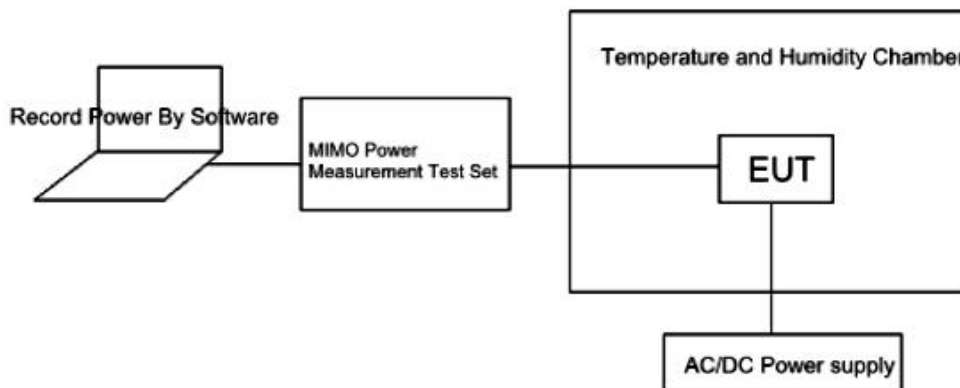 Temperature and Humidity Chamber
Record Power By Software
MIMO Power
Measurement Test Set
EUT
AC/DC Power supply